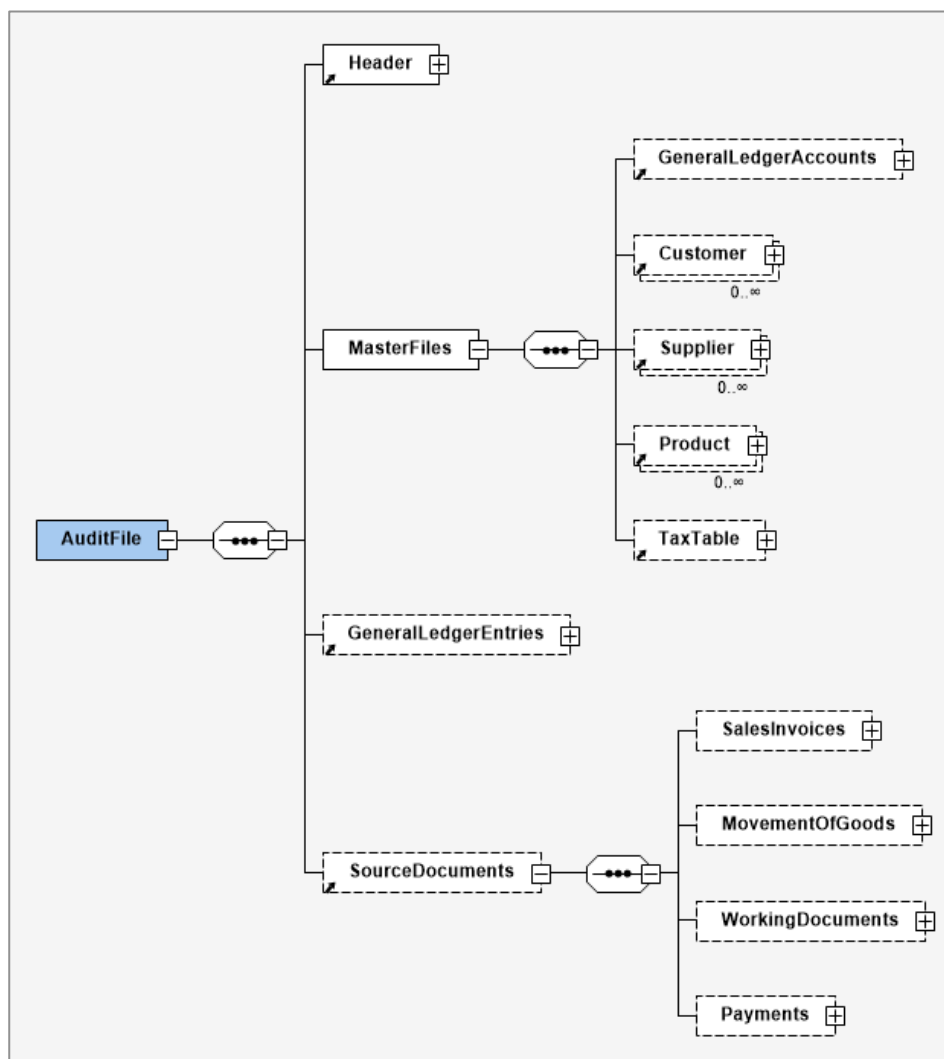 Header
GeneralLedgerAccounts
Customer
0..∞
MasterFiles
Supplier
0..∞
Product
0..∞
AuditFile
TaxTable
GeneralLedgerEntries
SalesInvoices
MovementOfGoods
SourceDocuments
WorkingDocuments
Payments